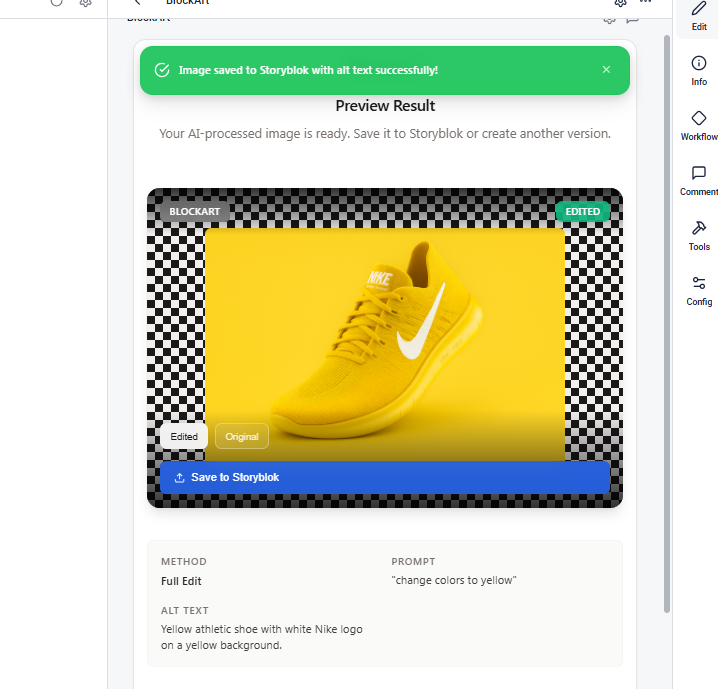 BlockArt
BlockArt
Image saved to Storyblok with alt text successfully!
Preview Result
Your AI-processed image is ready. Save it to Storyblok or create another version.
BLOCKART
EDITED
NIKE
Edited
Original
Save to Storyblok
METHOD
Full Edit
PROMPT
"change colors to yellow"
ALT TEXT
Yellow athletic shoe with white Nike logo
on a yellow background.
Edit
Info
Workflow
Comment
Tools
Config